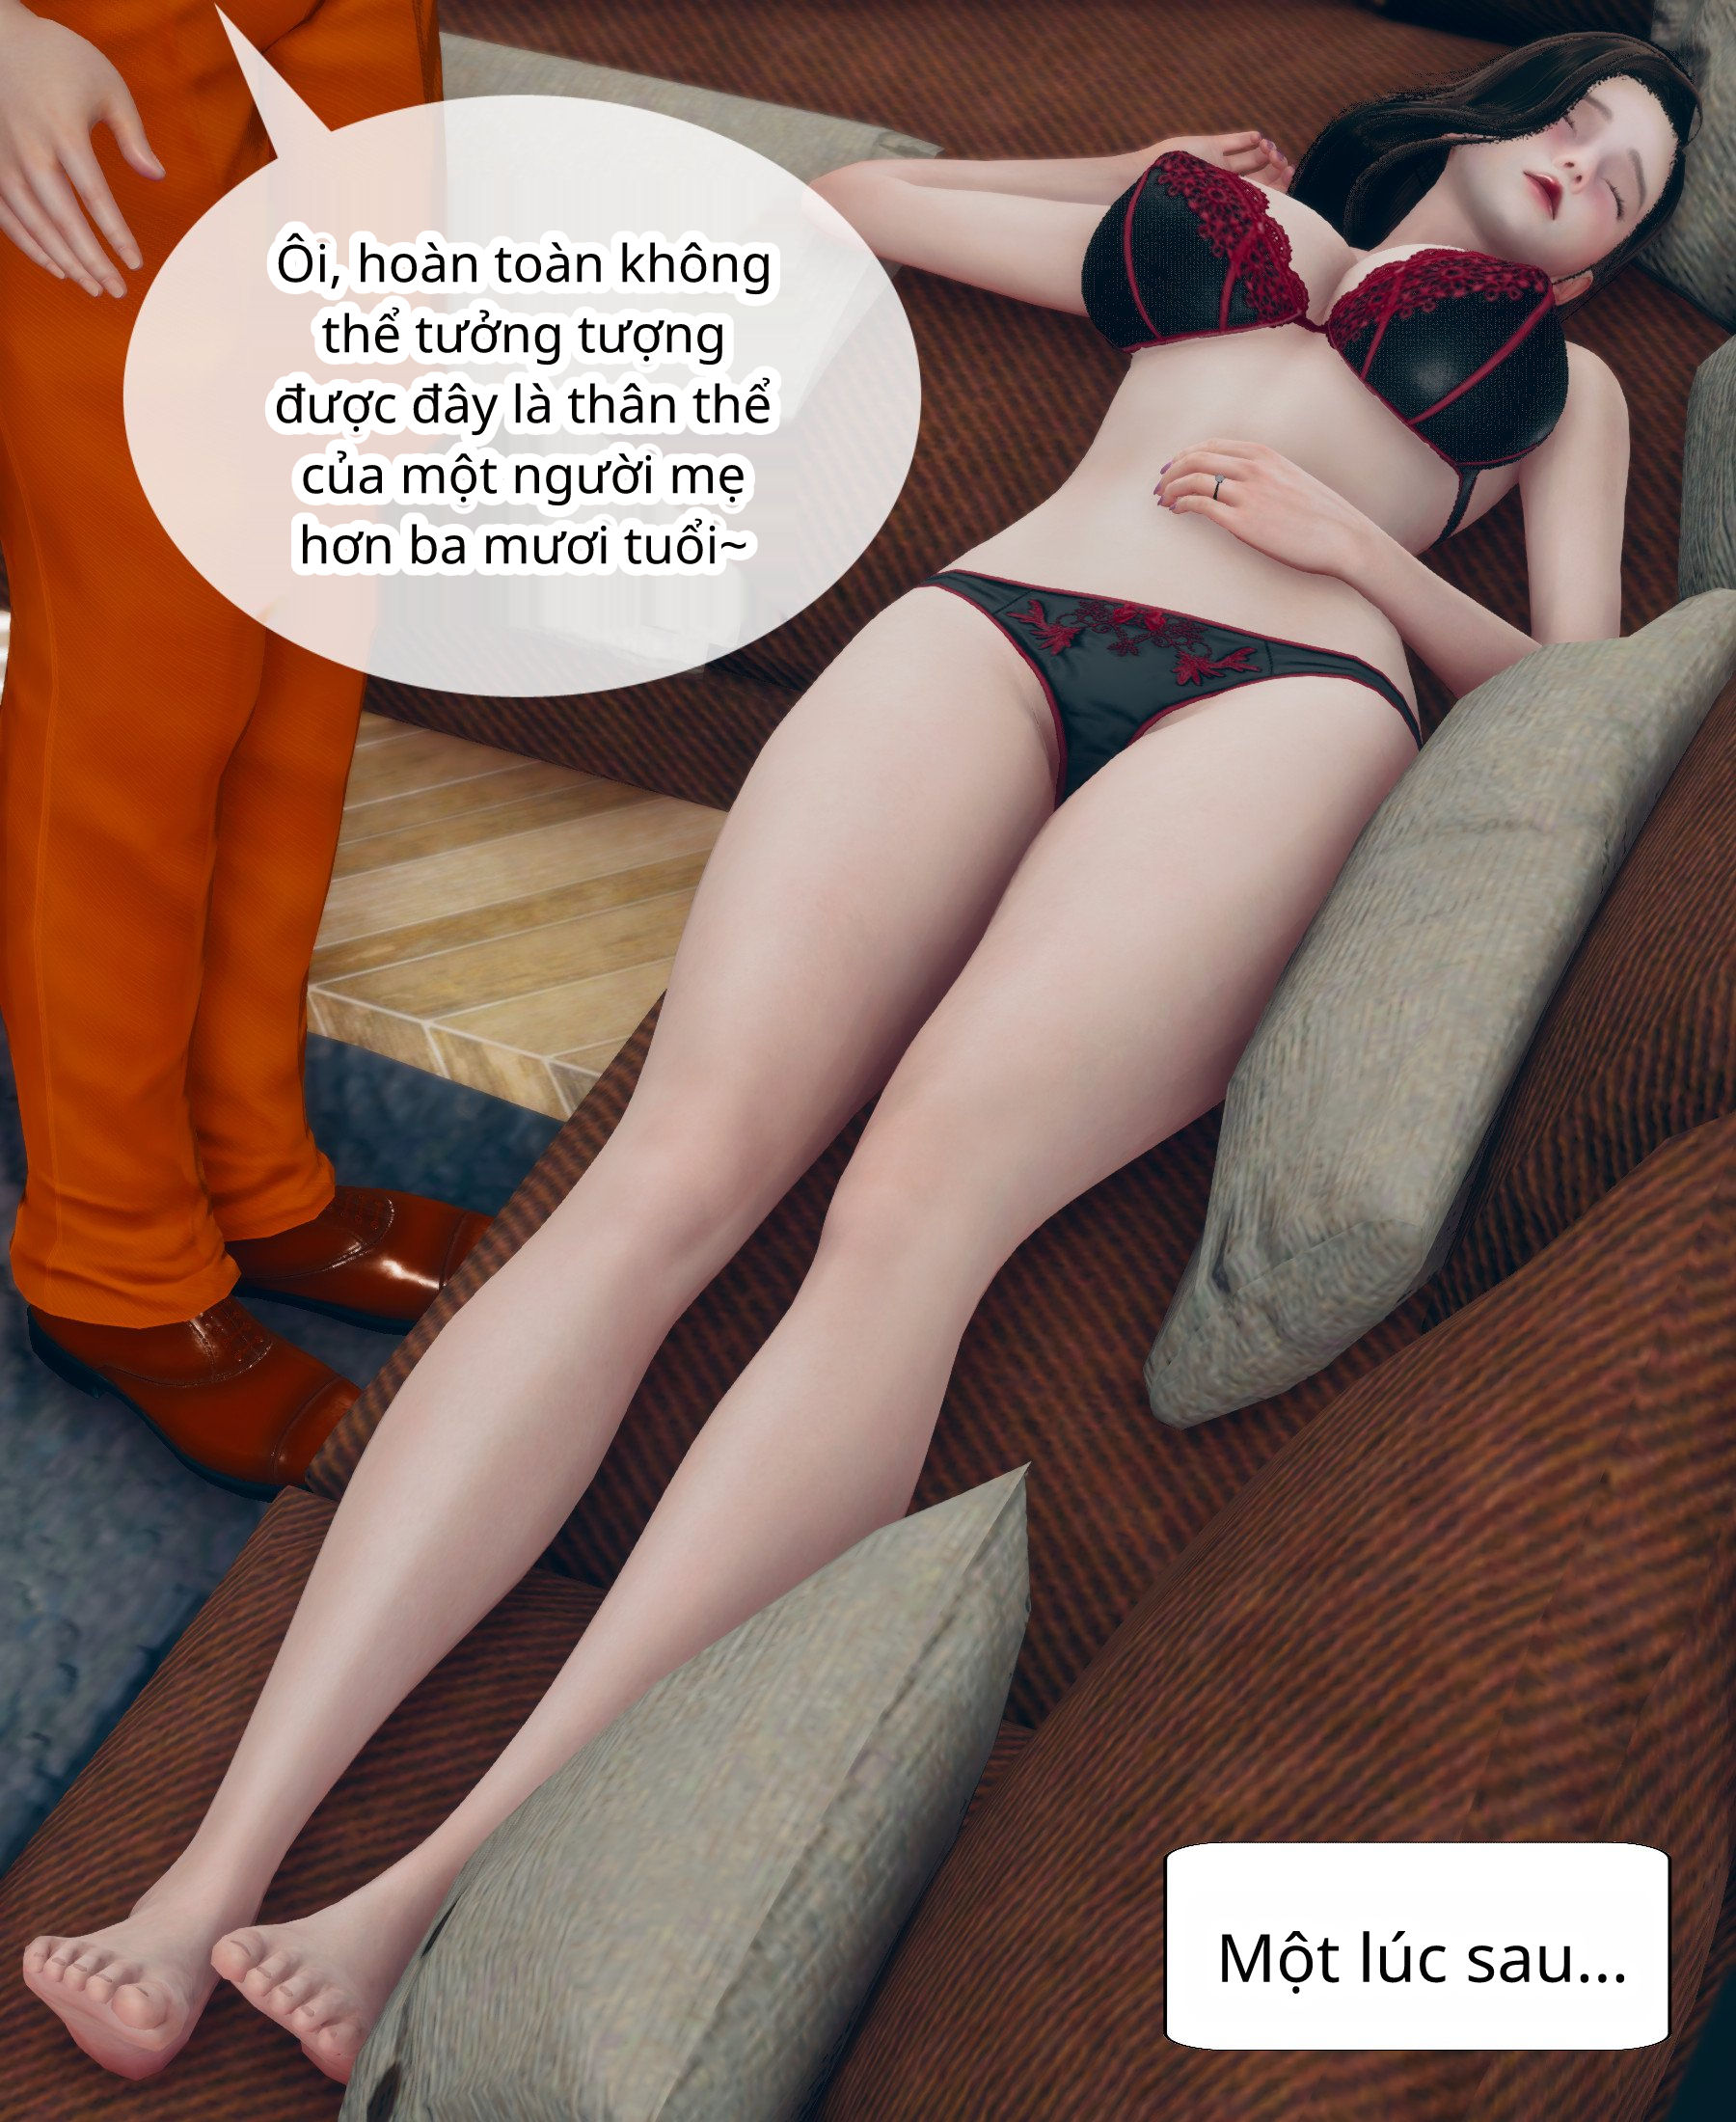 Ôi, hoàn toàn không
thể tưởng tượng
được đây là thân thể
của một người mẹ
hơn ba mươi tuổi~
Một lúc sau...